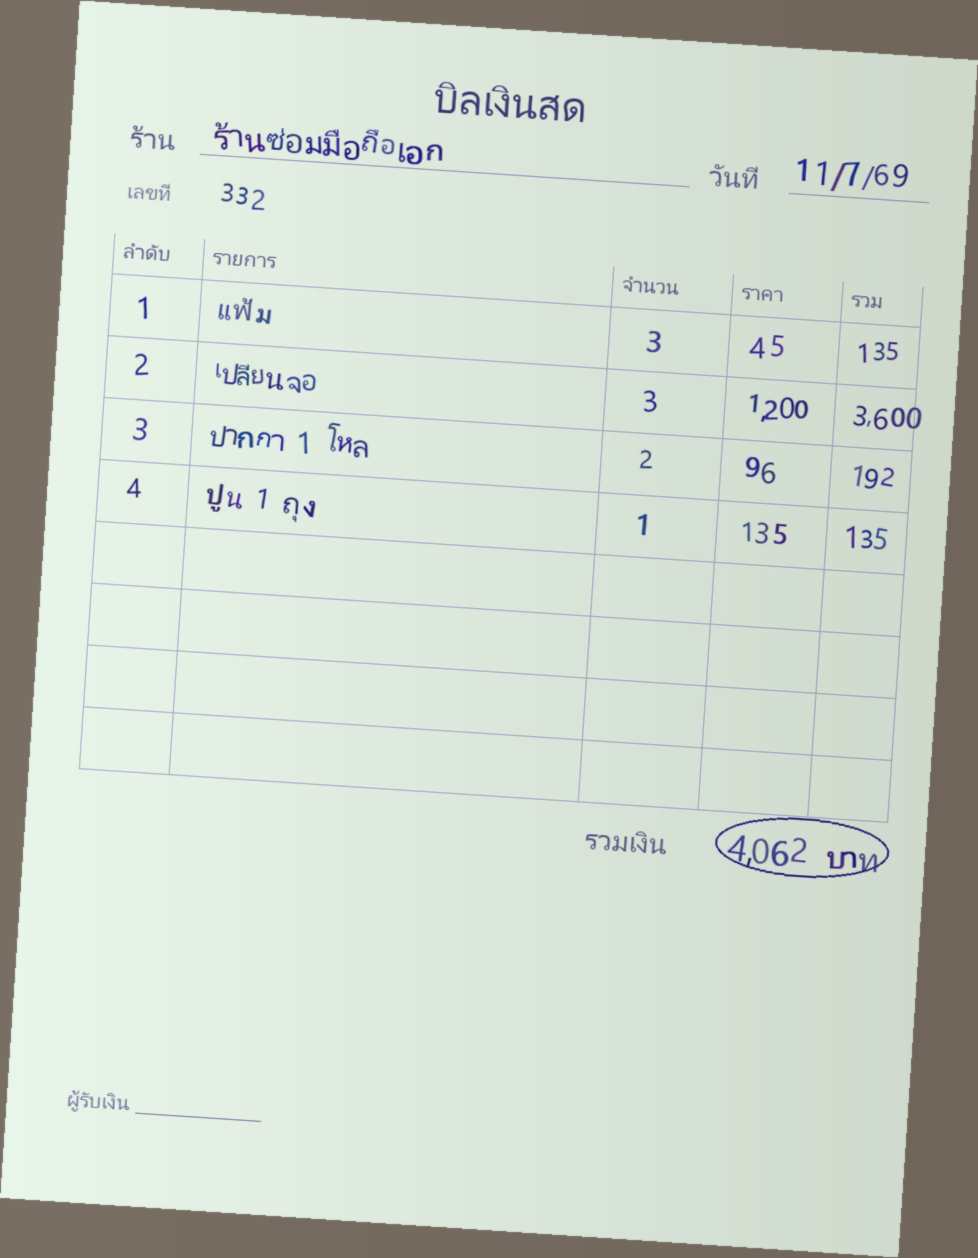 บิลเงินสด
ร้าน ร้านซ่อมมือถือเอก วันที่ 11/7/69
เลขที่ 332
ลำดับ รายการ จำนวน ราคา รวม
1 แฟ้ม 3 45 135
2 เปลี่ยนจอ 3 1,200 3,600
3 ปากกา 1 โหล 2 96 192
4 ปูน 1 ถุง 1 135 135
รวมเงิน 4,062 บาท
ผู้รับเงิน